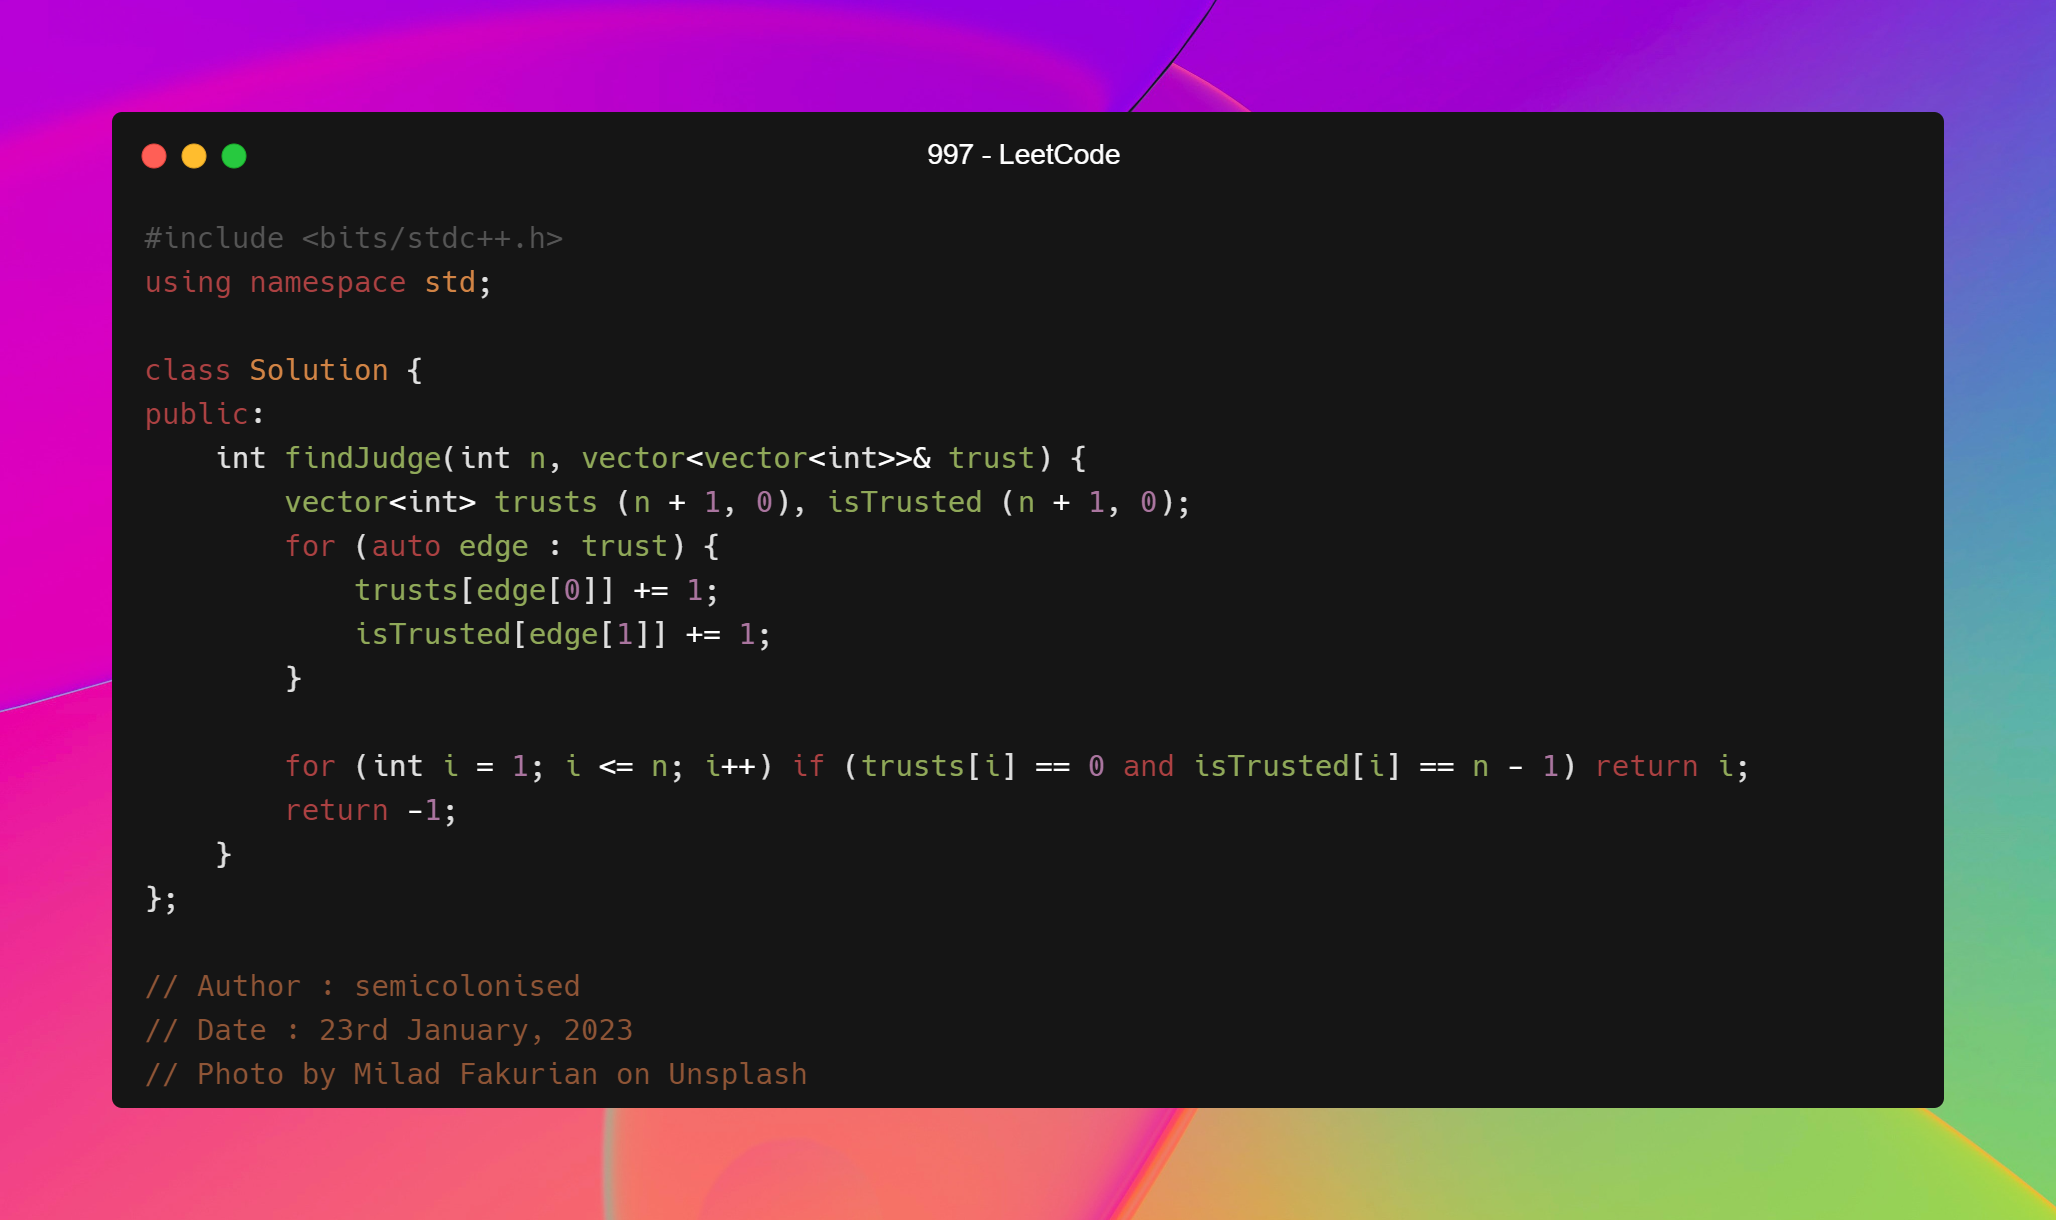 997 - LeetCode
#include <bits/stdc++.h>
using namespace std;
class Solution {
public:
    int findJudge(int n, vector<vector<int>>& trust) {
        vector<int> trusts (n + 1, 0), isTrusted (n + 1, 0);
        for (auto edge : trust) {
            trusts[edge[0]] += 1;
            isTrusted[edge[1]] += 1;
        }
        for (int i = 1; i <= n; i++) if (trusts[i] == 0 and isTrusted[i] == n - 1) return i;
        return -1;
    }
};
// Author : semicolonised
// Date : 23rd January, 2023
// Photo by Milad Fakurian on Unsplash